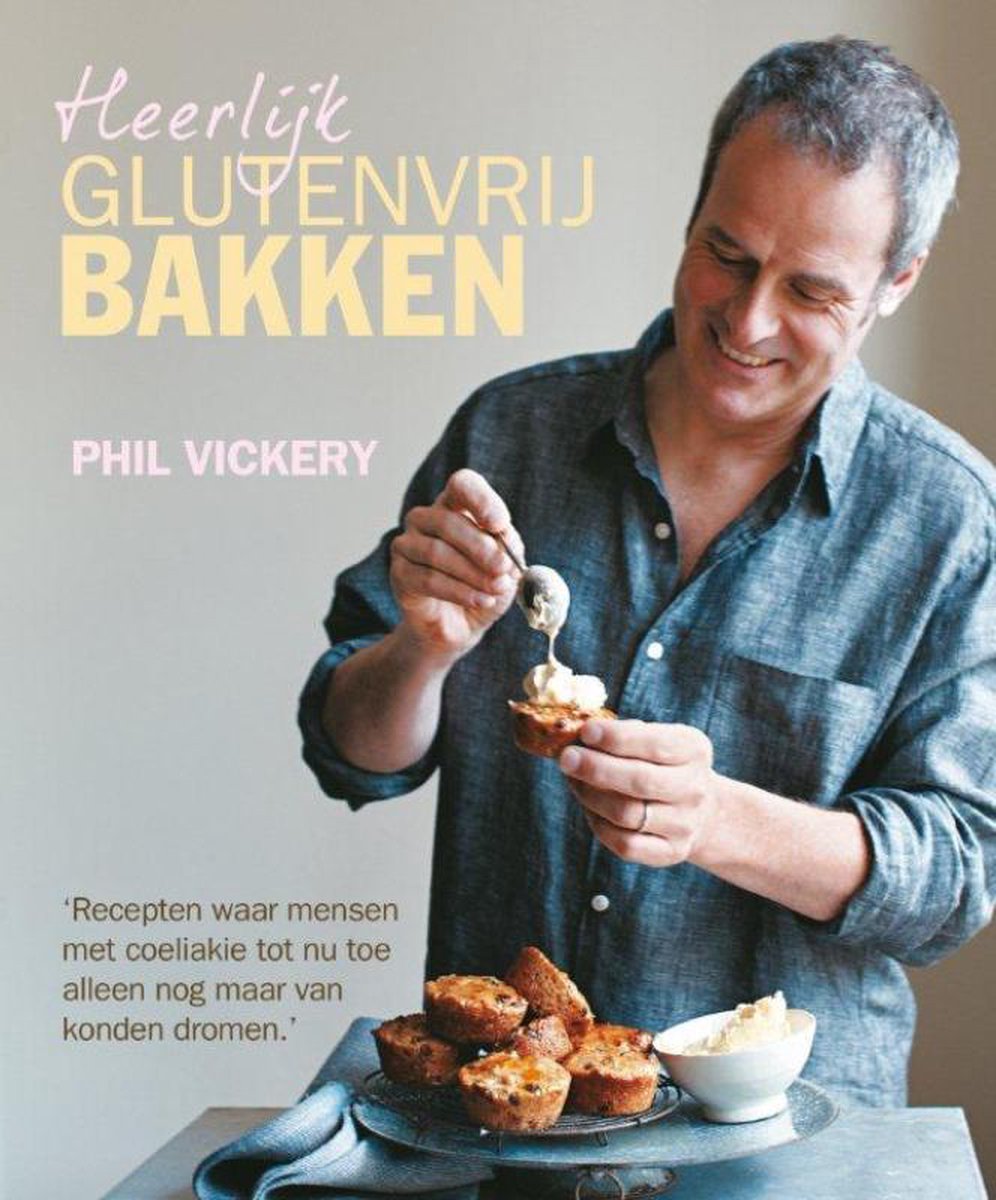 Heerlijk
GLUTENVRIJ
BAKKEN
PHIL VICKERY
‘Recepten waar mensen
met coeliakie tot nu toe
alleen nog maar van
konden dromen.’